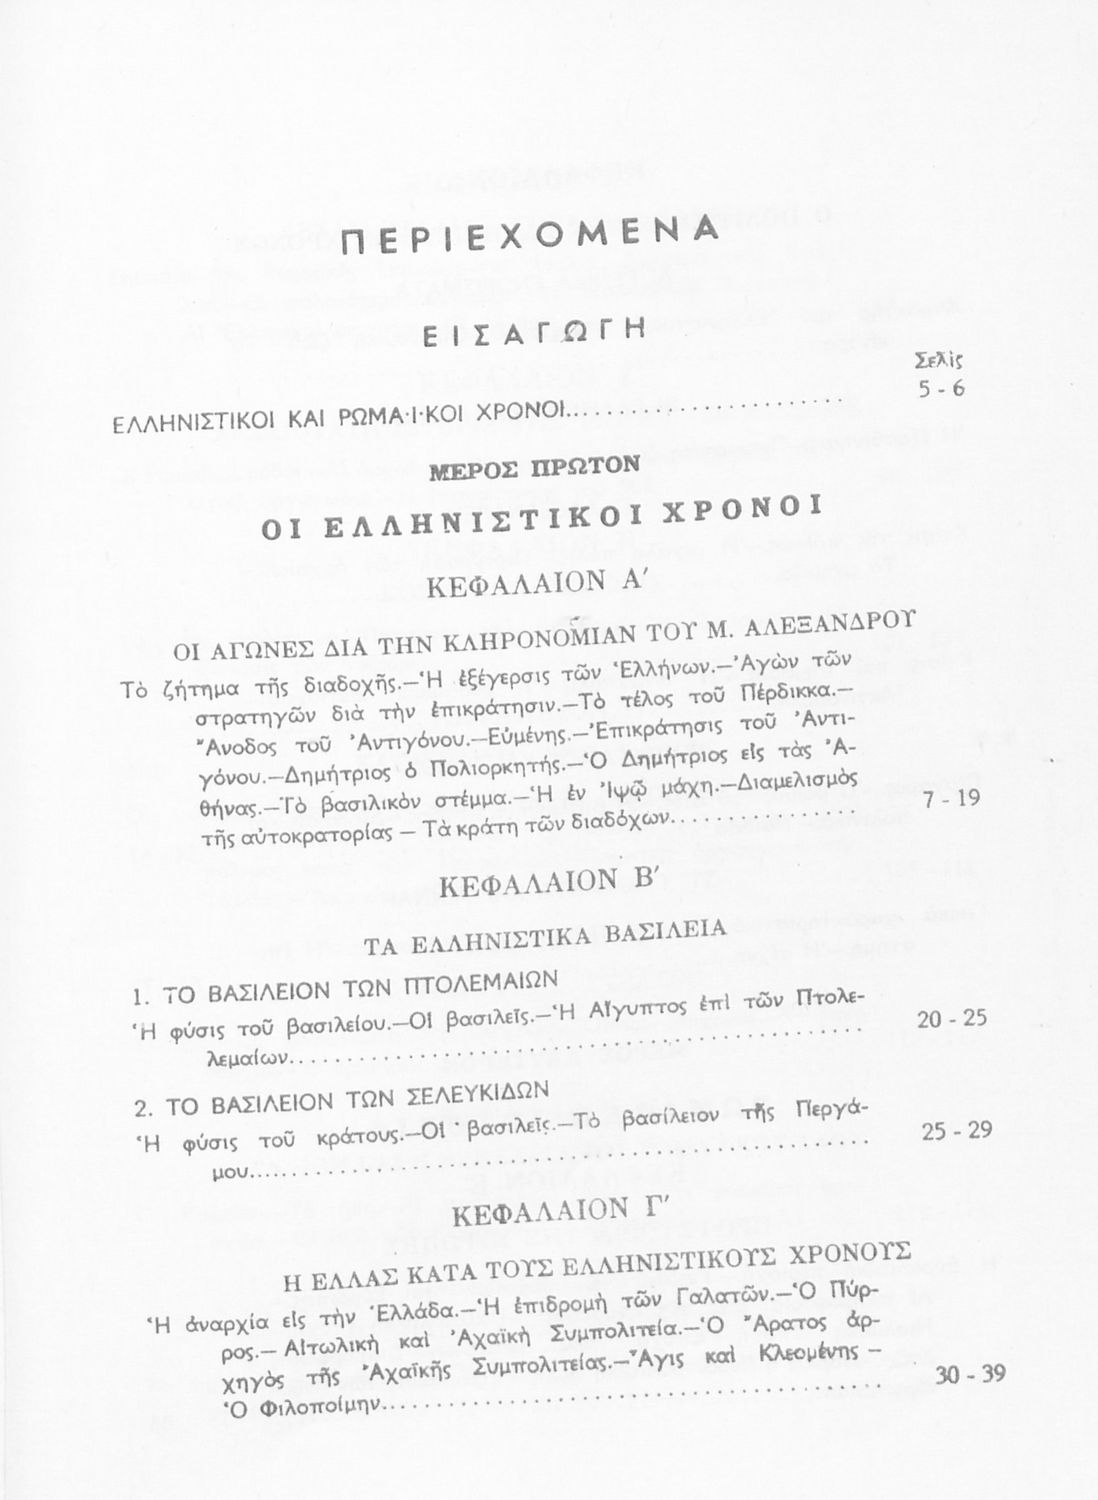 ΠΕΡΙΕΧΟΜΕΝΑ
ΕΙΣΑΓΩΓΗ
Σελὶς
ΕΛΛΗΝΙΣΤΙΚΟΙ ΚΑΙ ΡΩΜΑ·Ι·ΚΟΙ ΧΡΟΝΟΙ........................ 5 - 6
ΜΕΡΟΣ ΠΡΩΤΟΝ
ΟΙ ΕΛΛΗΝΙΣΤΙΚΟΙ ΧΡΟΝΟΙ
ΚΕΦΑΛΑΙΟΝ Α′
ΟΙ ΑΓΩΝΕΣ ΔΙΑ ΤΗΝ ΚΛΗΡΟΝΟΜΙΑΝ ΤΟΥ Μ. ΑΛΕΞΑΝΔΡΟΥ
Τὸ ζήτημα τῆς διαδοχῆς.—Ἡ ἐξέγερσις τῶν Ἑλλήνων.—Ἀγὼν τῶν
στρατηγῶν διὰ τὴν ἐπικράτησιν.—Τὸ τέλος τοῦ Πέρδικκα.—
Ἄνοδος τοῦ Ἀντιγόνου.—Εὐμένης.—Ἐπικράτησις τοῦ Ἀντι-
γόνου.—Δημήτριος ὁ Πολιορκητής.—Ὁ Δημήτριος εἰς τὰς Ἀ-
θήνας.—Τὸ βασιλικὸν στέμμα.—Ἡ ἐν Ἰψῷ μάχη.—Διαμελισμὸς
τῆς αὐτοκρατορίας — Τὰ κράτη τῶν διαδόχων................ 7 - 19
ΚΕΦΑΛΑΙΟΝ Β′
ΤΑ ΕΛΛΗΝΙΣΤΙΚΑ ΒΑΣΙΛΕΙΑ
1. ΤΟ ΒΑΣΙΛΕΙΟΝ ΤΩΝ ΠΤΟΛΕΜΑΙΩΝ
Ἡ φύσις τοῦ βασιλείου.—Οἱ βασιλεῖς.—Ἡ Αἴγυπτος ἐπὶ τῶν Πτολε-
λεμαίων................................................ 20 - 25
2. ΤΟ ΒΑΣΙΛΕΙΟΝ ΤΩΝ ΣΕΛΕΥΚΙΔΩΝ
Ἡ φύσις τοῦ κράτους.—Οἱ βασιλεῖς.—Τὸ βασίλειον τῆς Περγά-
μου.................................................... 25 - 29
ΚΕΦΑΛΑΙΟΝ Γ′
Η ΕΛΛΑΣ ΚΑΤΑ ΤΟΥΣ ΕΛΛΗΝΙΣΤΙΚΟΥΣ ΧΡΟΝΟΥΣ
Ἡ ἀναρχία εἰς τὴν Ἑλλάδα.—Ἡ ἐπιδρομὴ τῶν Γαλατῶν.—Ὁ Πύρ-
ρος.— Αἰτωλικὴ καὶ Ἀχαϊκὴ Συμπολιτεία.—Ὁ Ἄρατος ἀρ-
χηγὸς τῆς Ἀχαϊκῆς Συμπολιτείας.—Ἄγις καὶ Κλεομένης —
Ὁ Φιλοποίμην........................................... 30 - 39